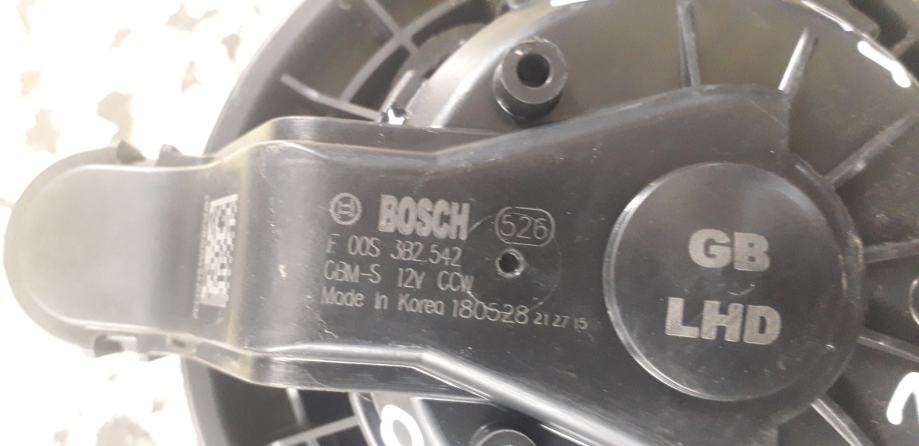 BOSCH 526
F 00S 3B2 542
GBM-S 12V CCW
Made in Korea 180528 21 27 15
GB
LHD